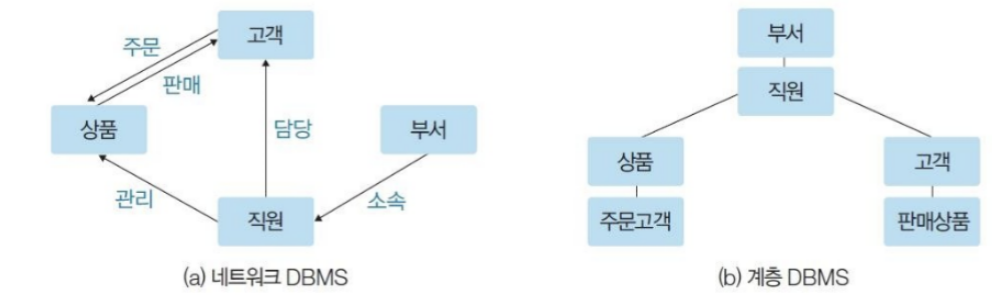 고객
주문
판매
상품
담당
부서
관리
직원
소속
(a) 네트워크 DBMS
부서
직원
상품
고객
주문고객
판매상품
(b) 계층 DBMS